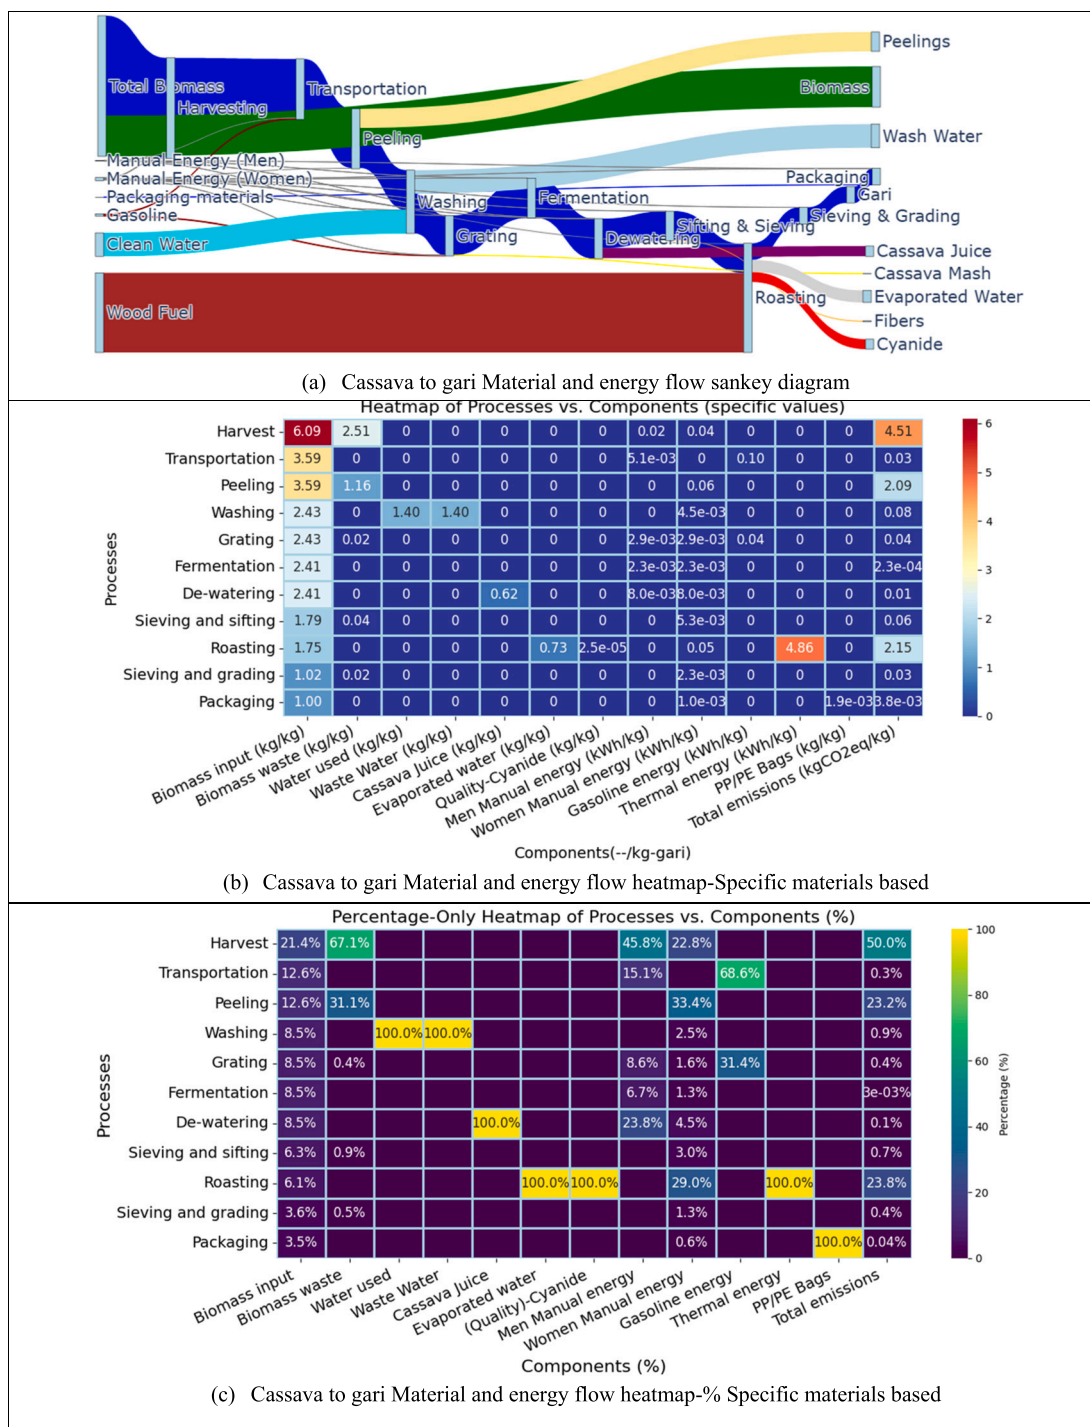 Total Biomass
Harvesting
Transportation
Peeling
Peelings
Biomass
Wash Water
Manual Energy (Men)
Manual Energy (Women)
Packaging materials
Gasoline
Clean Water
Wood Fuel
Washing
Grating
Fermentation
Dewatering
Sifting & Sieving
Roasting
Packaging
Gari
Sieving & Grading
Cassava Juice
Cassava Mash
Evaporated Water
Fibers
Cyanide
(a) Cassava to gari Material and energy flow sankey diagram
Heatmap of Processes vs. Components (specific values)
Harvest 6.09 2.51 0 0 0 0 0 0.02 0.04 0 0 0 4.51
Transportation 3.59 0 0 0 0 0 0 5.1e-03 0 0.10 0 0 0.03
Peeling 3.59 1.16 0 0 0 0 0 0 0.06 0 0 0 2.09
Washing 2.43 0 1.40 1.40 0 0 0 0 4.5e-03 0 0 0 0.08
Grating 2.43 0.02 0 0 0 0 0 2.9e-03 2.9e-03 0.04 0 0 0.04
Fermentation 2.41 0 0 0 0 0 0 2.3e-03 2.3e-03 0 0 0 2.3e-04
De-watering 2.41 0 0 0 0.62 0 0 8.0e-03 8.0e-03 0 0 0 0.01
Sieving and sifting 1.79 0.04 0 0 0 0 0 0 5.3e-03 0 0 0 0.06
Roasting 1.75 0 0 0 0 0.73 2.5e-05 0 0.05 0 4.86 0 2.15
Sieving and grading 1.02 0.02 0 0 0 0 0 0 2.3e-03 0 0 0 0.03
Packaging 1.00 0 0 0 0 0 0 0 1.0e-03 0 0 1.9e-03 3.8e-03
Processes
6
5
4
3
2
1
0
Biomass input (kg/kg)
Biomass waste (kg/kg)
Water used (kg/kg)
Waste Water (kg/kg)
Cassava Juice (kg/kg)
Evaporated water (kg/kg)
Quality-Cyanide (kg/kg)
Men Manual energy (kWh/kg)
Women Manual energy (kWh/kg)
Gasoline energy (kWh/kg)
Thermal energy (kWh/kg)
PP/PE Bags (kg/kg)
Total emissions (kgCO2eq/kg)
Components(--/kg-gari)
(b) Cassava to gari Material and energy flow heatmap-Specific materials based
Percentage-Only Heatmap of Processes vs. Components (%)
Harvest 21.4% 67.1% 45.8% 22.8% 50.0%
Transportation 12.6% 15.1% 68.6% 0.3%
Peeling 12.6% 31.1% 33.4% 23.2%
Washing 8.5% 100.0% 100.0% 2.5% 0.9%
Grating 8.5% 0.4% 8.6% 1.6% 31.4% 0.4%
Fermentation 8.5% 6.7% 1.3% 3e-03%
De-watering 8.5% 100.0% 23.8% 4.5% 0.1%
Sieving and sifting 6.3% 0.9% 3.0% 0.7%
Roasting 6.1% 100.0% 100.0% 29.0% 100.0% 23.8%
Sieving and grading 3.6% 0.5% 1.3% 0.4%
Packaging 3.5% 0.6% 100.0% 0.04%
Processes
100
80
60
40
20
0
Percentage (%)
Biomass input
Biomass waste
Water used
Waste Water
Cassava Juice
Evaporated water
(Quality)-Cyanide
Men Manual energy
Women Manual energy
Gasoline energy
Thermal energy
PP/PE Bags
Total emissions
Components (%)
(c) Cassava to gari Material and energy flow heatmap-% Specific materials based